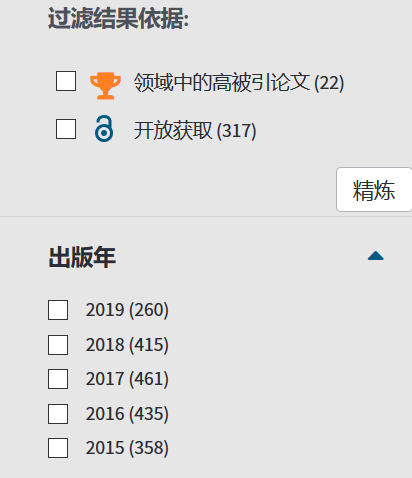 过滤结果依据:
领域中的高被引论文 (22)
开放获取 (317)
精炼
出版年
2019 (260)
2018 (415)
2017 (461)
2016 (435)
2015 (358)